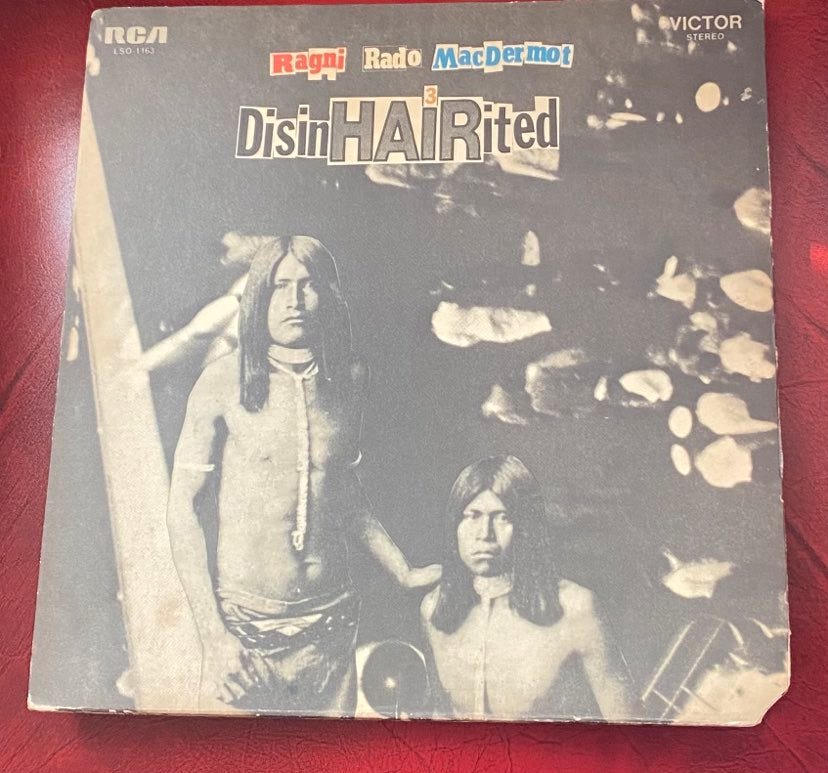 RCA
LSO-1163
VICTOR
STEREO
Ragni Rado MacDermot
3
DisinHAiRited